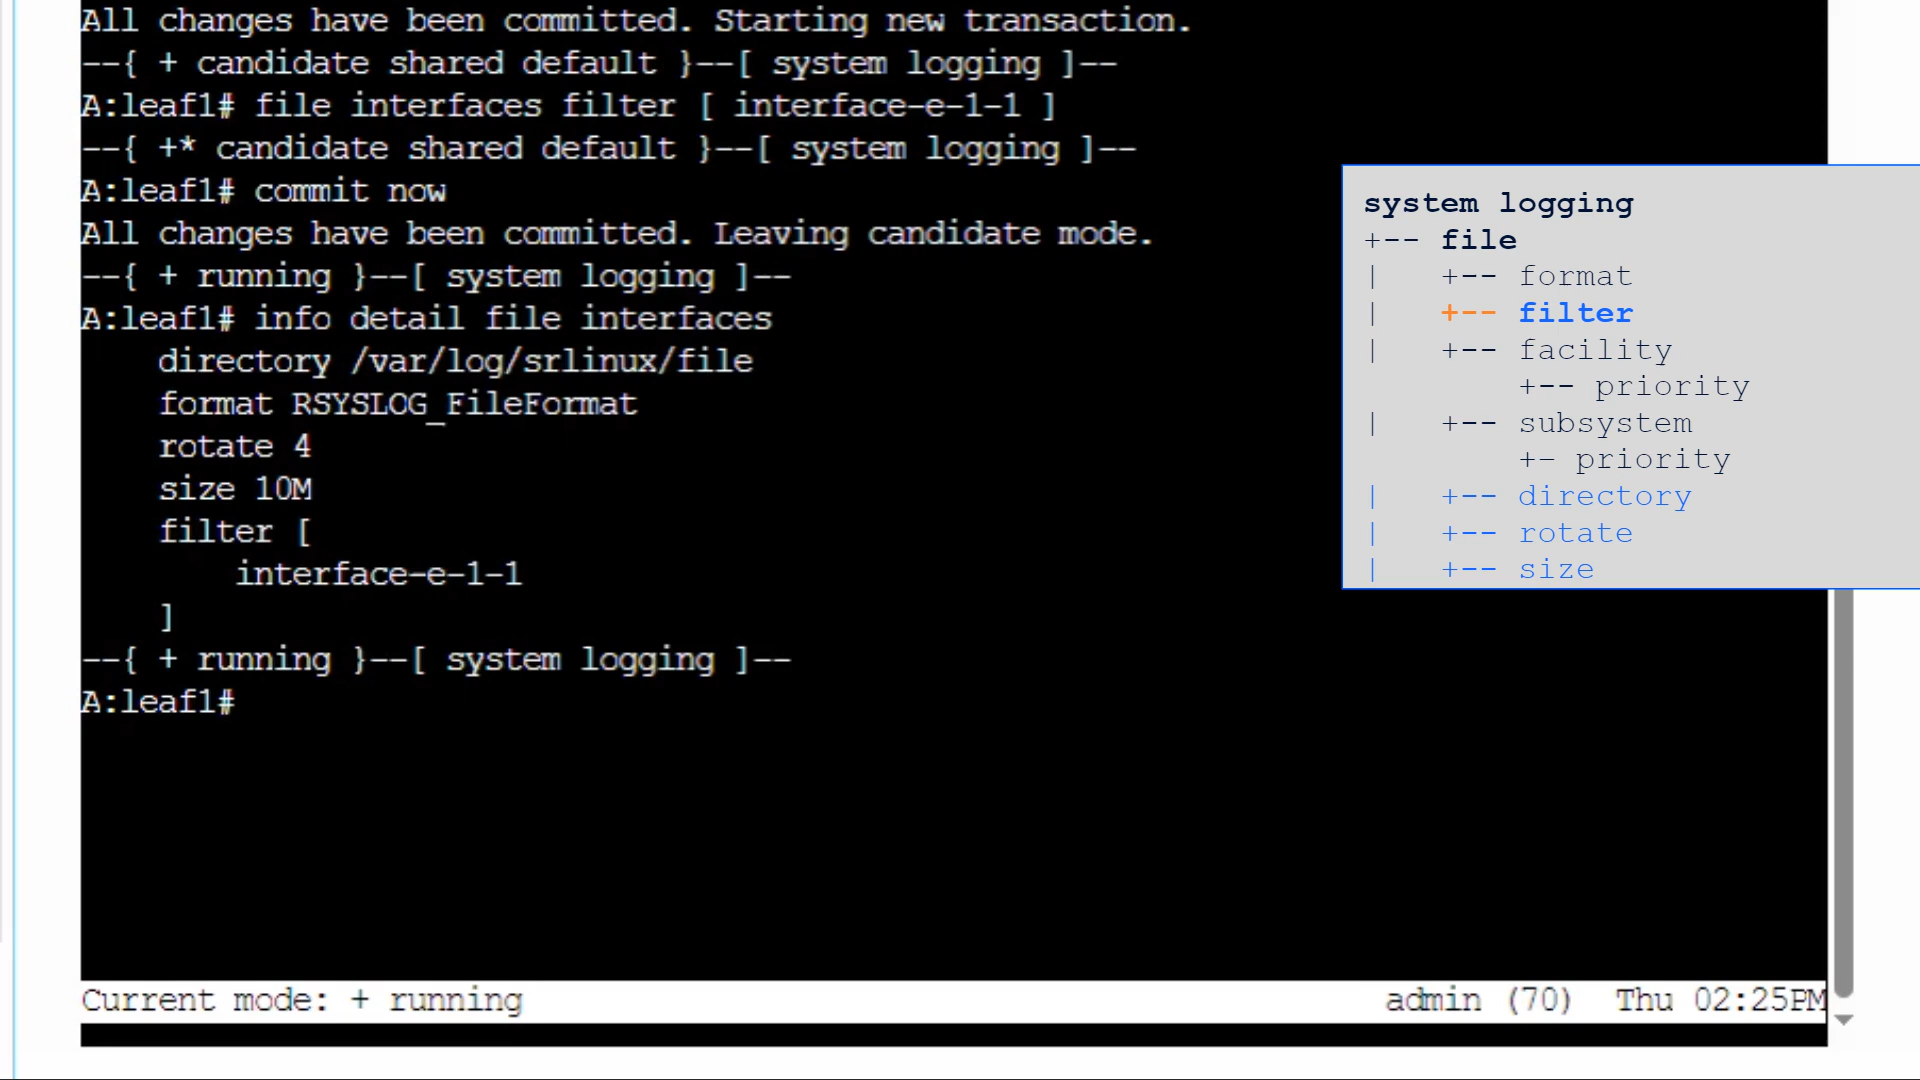 All changes have been committed. Starting new transaction.
--{ + candidate shared default }--[ system logging ]--
A:leaf1# file interfaces filter [ interface-e-1-1 ]
--{ +* candidate shared default }--[ system logging ]--
A:leaf1# commit now
All changes have been committed. Leaving candidate mode.
--{ + running }--[ system logging ]--
A:leaf1# info detail file interfaces
    directory /var/log/srlinux/file
    format RSYSLOG_FileFormat
    rotate 4
    size 10M
    filter [
        interface-e-1-1
    ]
--{ + running }--[ system logging ]--
A:leaf1#
system logging
+-- file
|   +-- format
|   +-- filter
|   +-- facility
        +-- priority
|   +-- subsystem
        +- priority
|   +-- directory
|   +-- rotate
|   +-- size
Current mode: + running admin (70) Thu 02:25PM